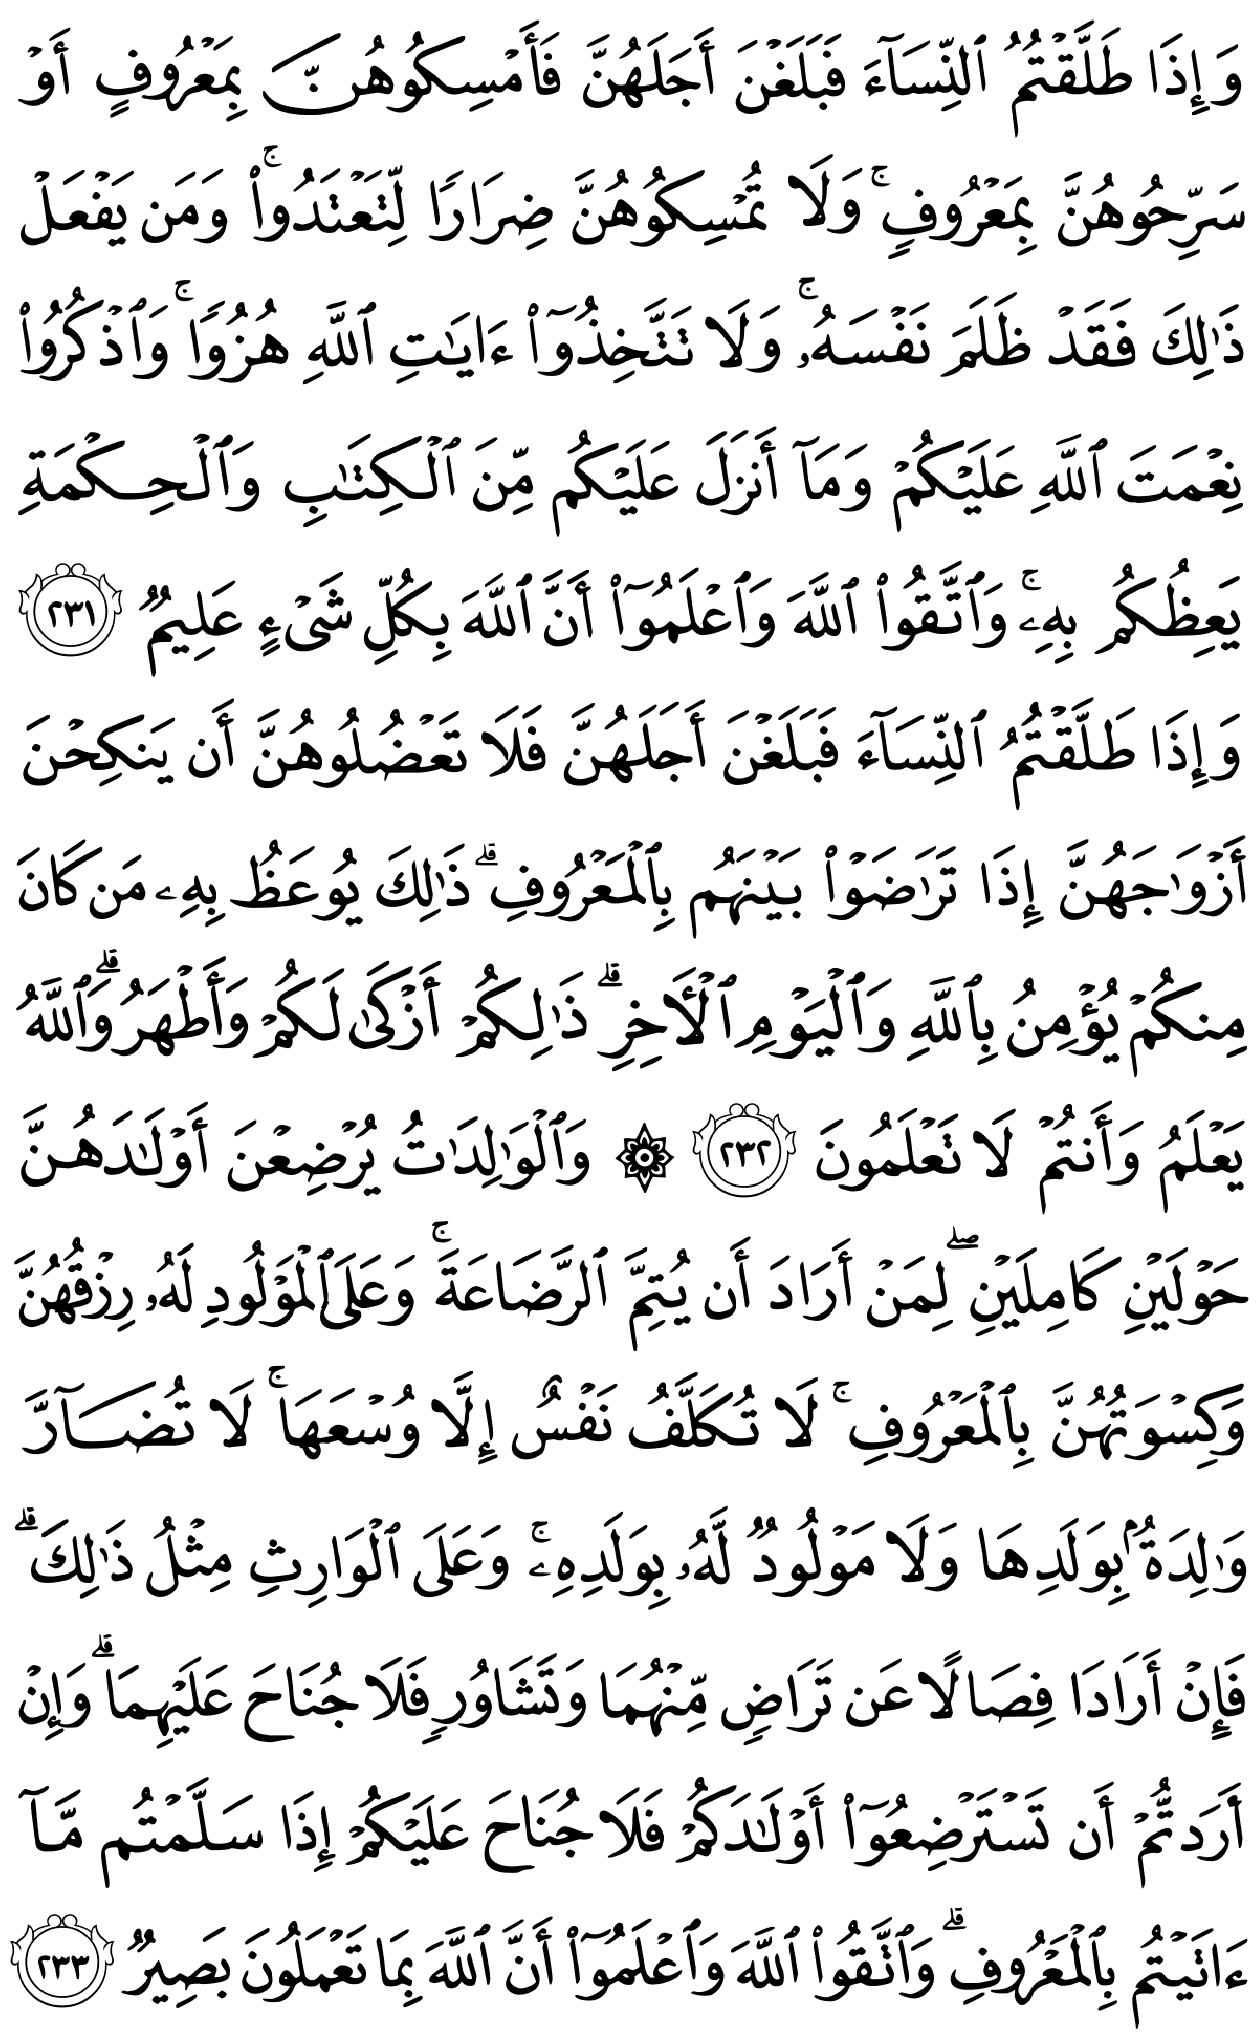 وَإِذَا طَلَّقۡتُمُ ٱلنِّسَآءَ فَبَلَغۡنَ أَجَلَهُنَّ فَأَمۡسِكُوهُنَّ بِمَعۡرُوفٍ أَوۡ
سَرِّحُوهُنَّ بِمَعۡرُوفٖۚ وَلَا تُمۡسِكُوهُنَّ ضِرَارٗا لِّتَعۡتَدُواْۚ وَمَن يَفۡعَلۡ
ذَٰلِكَ فَقَدۡ ظَلَمَ نَفۡسَهُۥۚ وَلَا تَتَّخِذُوٓاْ ءَايَٰتِ ٱللَّهِ هُزُوٗاۚ وَٱذۡكُرُواْ
نِعۡمَتَ ٱللَّهِ عَلَيۡكُمۡ وَمَآ أَنزَلَ عَلَيۡكُم مِّنَ ٱلۡكِتَٰبِ وَٱلۡحِكۡمَةِ
يَعِظُكُم بِهِۦۚ وَٱتَّقُواْ ٱللَّهَ وَٱعۡلَمُوٓاْ أَنَّ ٱللَّهَ بِكُلِّ شَيۡءٍ عَلِيمٞ ٢٣١
وَإِذَا طَلَّقۡتُمُ ٱلنِّسَآءَ فَبَلَغۡنَ أَجَلَهُنَّ فَلَا تَعۡضُلُوهُنَّ أَن يَنكِحۡنَ
أَزۡوَٰجَهُنَّ إِذَا تَرَٰضَوۡاْ بَيۡنَهُم بِٱلۡمَعۡرُوفِۗ ذَٰلِكَ يُوعَظُ بِهِۦ مَن كَانَ
مِنكُمۡ يُؤۡمِنُ بِٱللَّهِ وَٱلۡيَوۡمِ ٱلۡأٓخِرِۗ ذَٰلِكُمۡ أَزۡكَىٰ لَكُمۡ وَأَطۡهَرُۚ وَٱللَّهُ
يَعۡلَمُ وَأَنتُمۡ لَا تَعۡلَمُونَ ٢٣٢ ۞ وَٱلۡوَٰلِدَٰتُ يُرۡضِعۡنَ أَوۡلَٰدَهُنَّ
حَوۡلَيۡنِ كَامِلَيۡنِۖ لِمَنۡ أَرَادَ أَن يُتِمَّ ٱلرَّضَاعَةَۚ وَعَلَى ٱلۡمَوۡلُودِ لَهُۥ رِزۡقُهُنَّ
وَكِسۡوَتُهُنَّ بِٱلۡمَعۡرُوفِۚ لَا تُكَلَّفُ نَفۡسٌ إِلَّا وُسۡعَهَاۚ لَا تُضَآرَّ
وَٰلِدَةُۢ بِوَلَدِهَا وَلَا مَوۡلُودٞ لَّهُۥ بِوَلَدِهِۦۚ وَعَلَى ٱلۡوَارِثِ مِثۡلُ ذَٰلِكَۗ
فَإِنۡ أَرَادَا فِصَالًا عَن تَرَاضٖ مِّنۡهُمَا وَتَشَاوُرٖ فَلَا جُنَاحَ عَلَيۡهِمَاۗ وَإِنۡ
أَرَدتُّمۡ أَن تَسۡتَرۡضِعُوٓاْ أَوۡلَٰدَكُمۡ فَلَا جُنَاحَ عَلَيۡكُمۡ إِذَا سَلَّمۡتُم مَّآ
ءَاتَيۡتُم بِٱلۡمَعۡرُوفِۗ وَٱتَّقُواْ ٱللَّهَ وَٱعۡلَمُوٓاْ أَنَّ ٱللَّهَ بِمَا تَعۡمَلُونَ بَصِيرٞ ٢٣٣